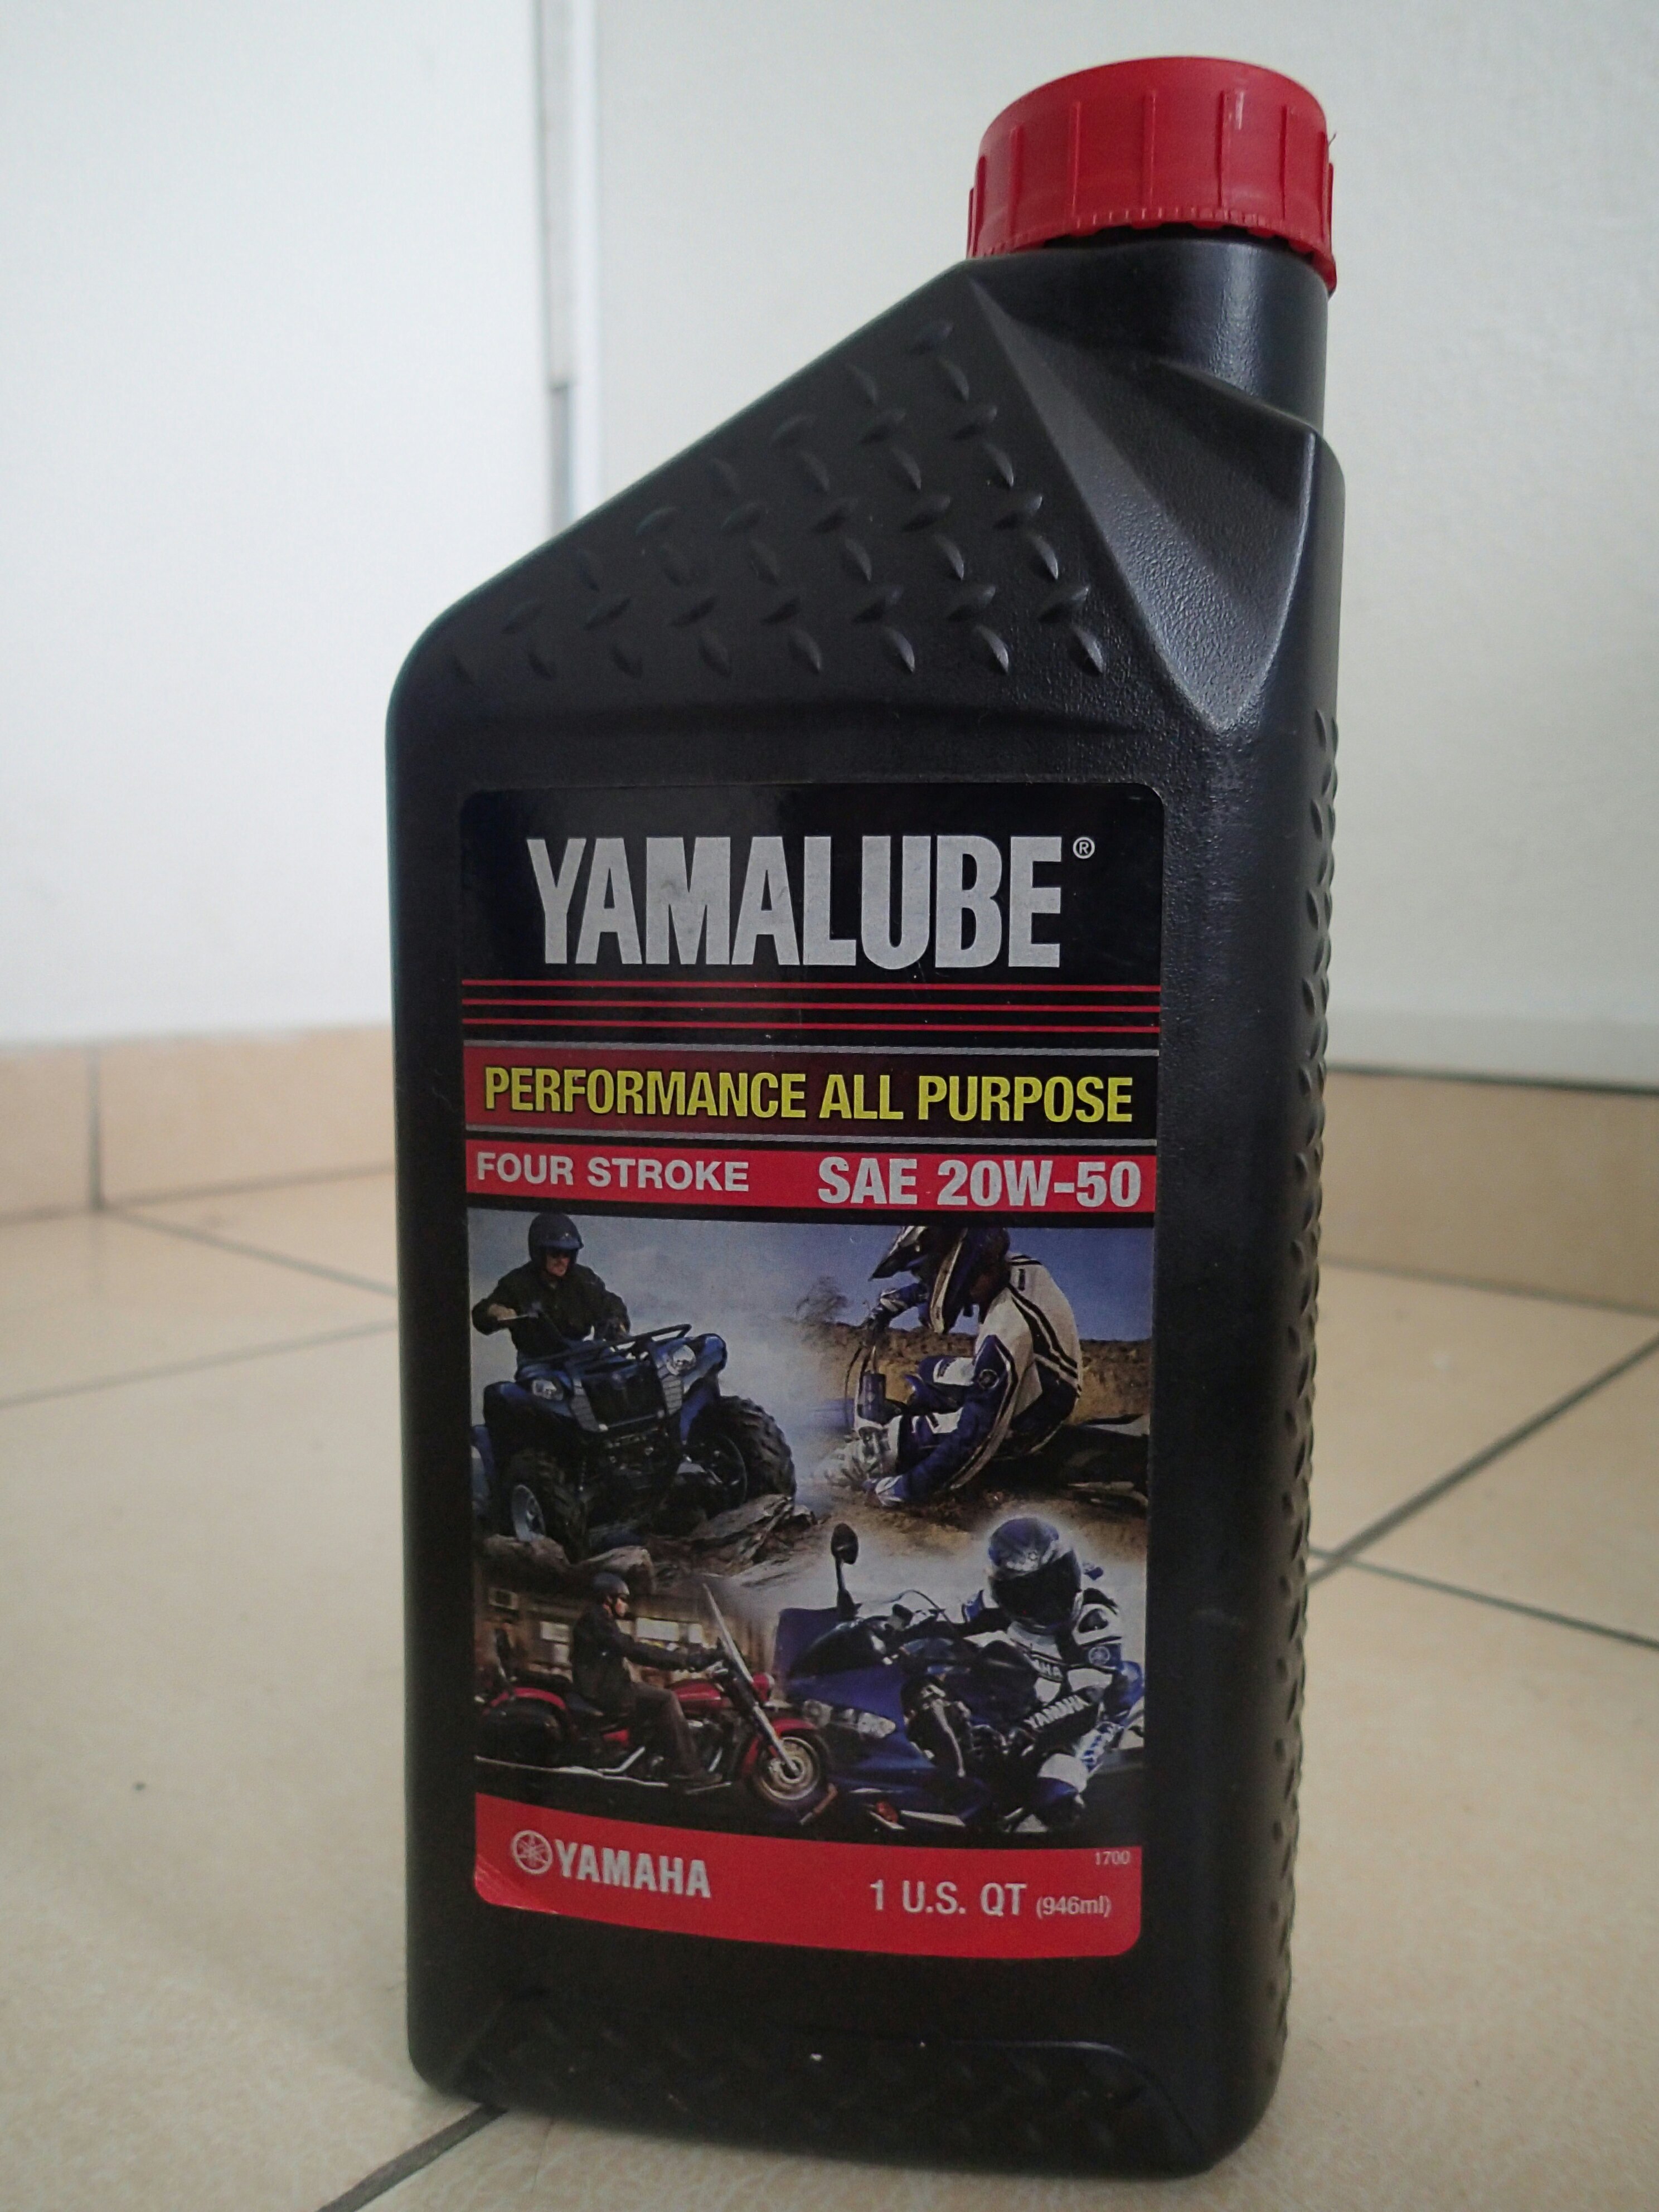 YAMALUBE®
PERFORMANCE ALL PURPOSE
FOUR STROKE SAE 20W-50
YAMAHA
YAMAHA
1700
1 U.S. QT (946ml)